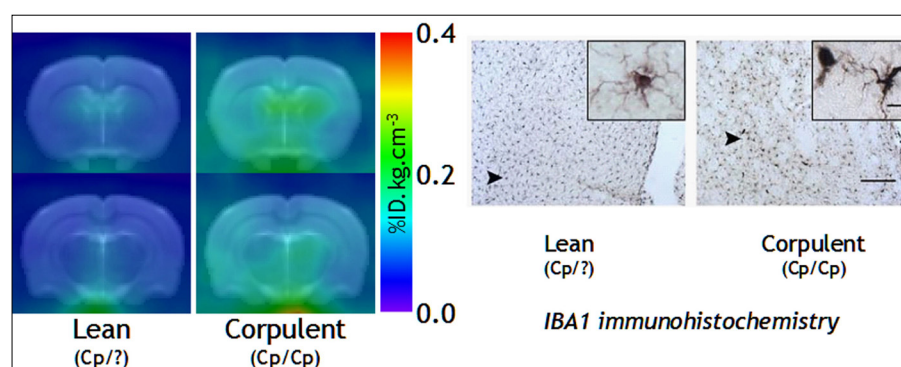 0.4
0.2
0.0
%ID.kg.cm-3
Lean
(Cp/?)
Corpulent
(Cp/Cp)
Lean
(Cp/?)
Corpulent
(Cp/Cp)
IBA1 immunohistochemistry